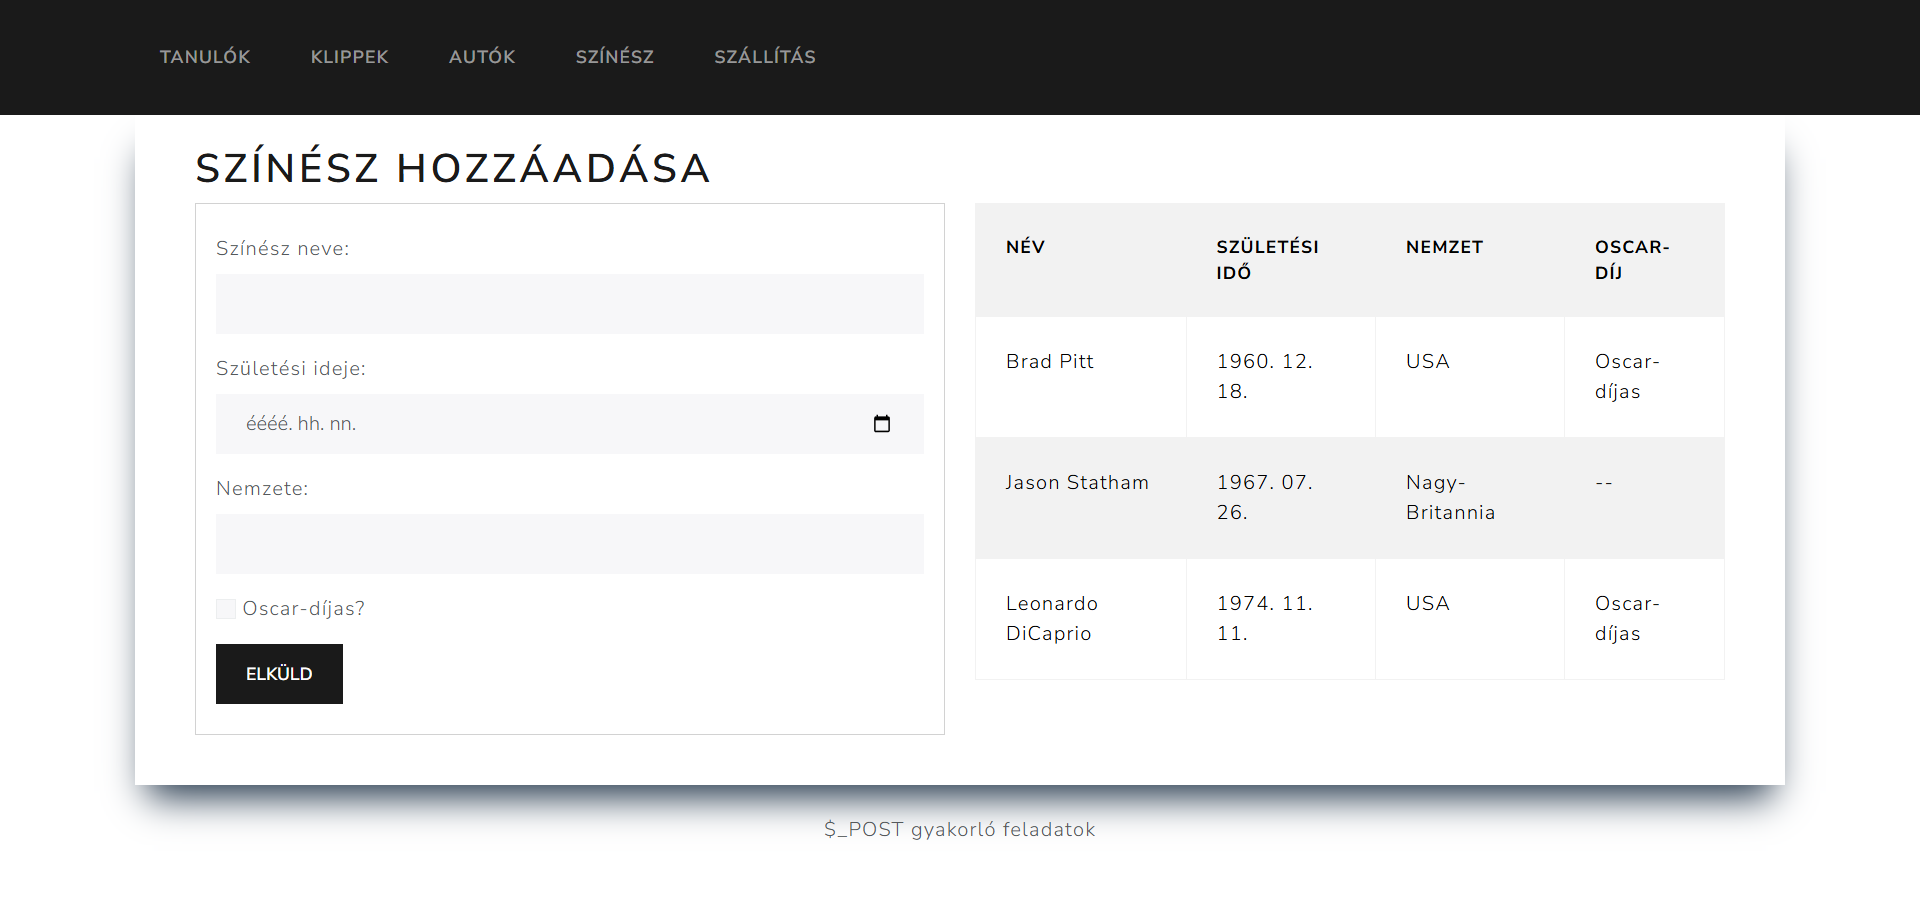 TANULÓK KLIPPEK AUTÓK SZÍNÉSZ SZÁLLÍTÁS
SZÍNÉSZ HOZZÁADÁSA
Színész neve:
Születési ideje:
éééé. hh. nn.
Nemzete:
Oscar-díjas?
ELKÜLD
NÉV SZÜLETÉSI NEMZET OSCAR-
IDŐ DÍJ
Brad Pitt 1960. 12. USA Oscar-
18. díjas
Jason Statham 1967. 07. Nagy- --
26. Britannia
Leonardo 1974. 11. USA Oscar-
DiCaprio 11. díjas
$_POST gyakorló feladatok